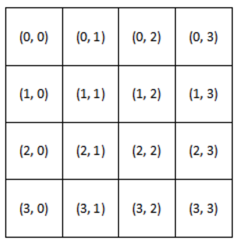 (0, 0) (0, 1) (0, 2) (0, 3)
(1, 0) (1, 1) (1, 2) (1, 3)
(2, 0) (2, 1) (2, 2) (2, 3)
(3, 0) (3, 1) (3, 2) (3, 3)